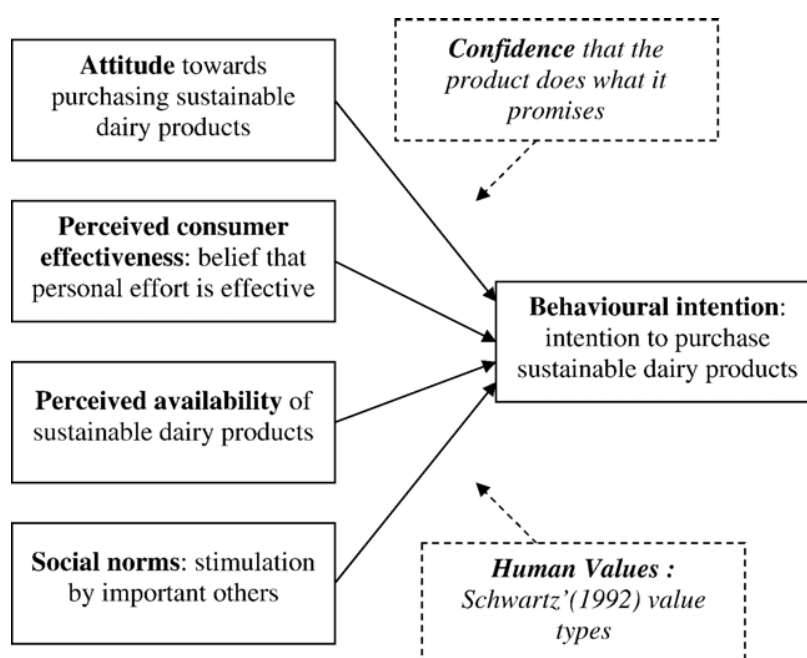 Attitude towards
purchasing sustainable
dairy products
Confidence that the
product does what it
promises
Perceived consumer
effectiveness: belief that
personal effort is effective
Behavioural intention:
intention to purchase
sustainable dairy products
Perceived availability of
sustainable dairy products
Social norms: stimulation
by important others
Human Values :
Schwartz’(1992) value
types